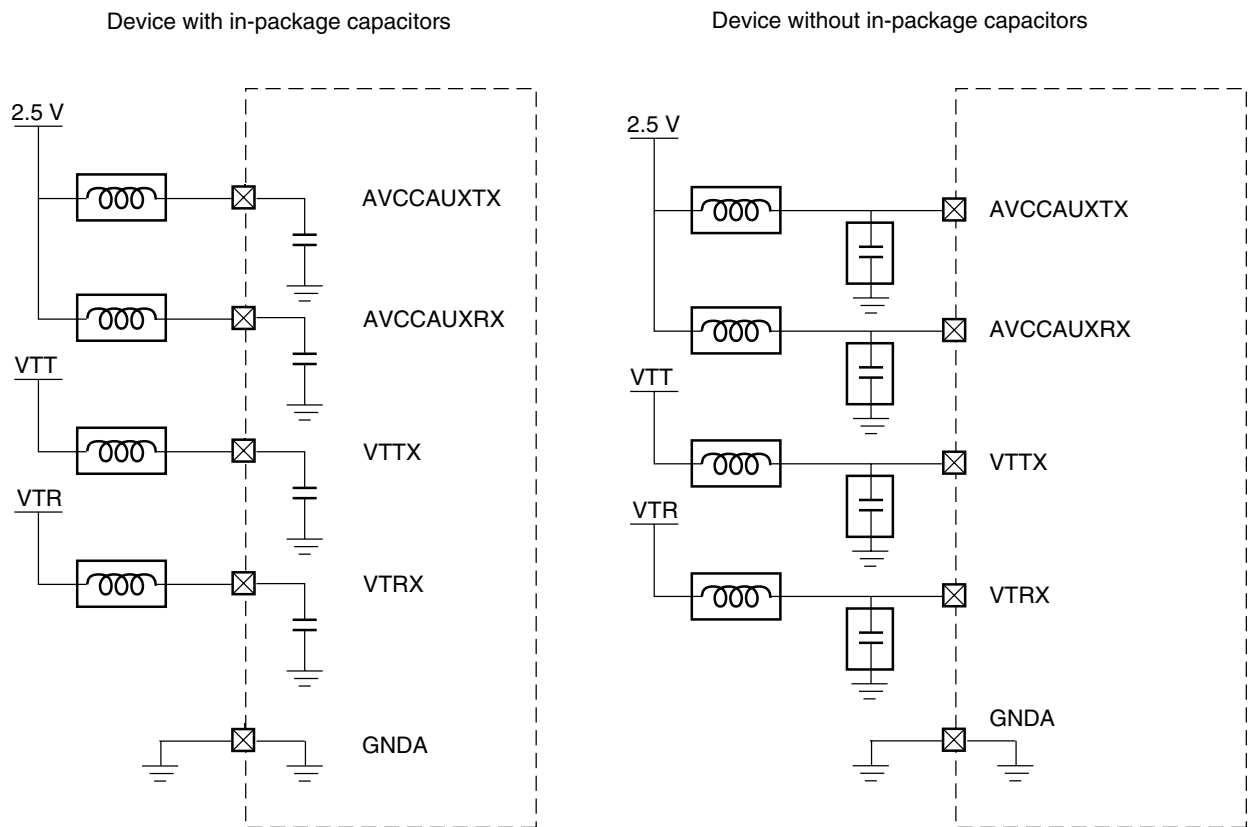 Device with in-package capacitors
2.5 V
AVCCAUXTX
AVCCAUXRX
VTT
VTTX
VTR
VTRX
GNDA
Device without in-package capacitors
2.5 V
AVCCAUXTX
AVCCAUXRX
VTT
VTTX
VTR
VTRX
GNDA